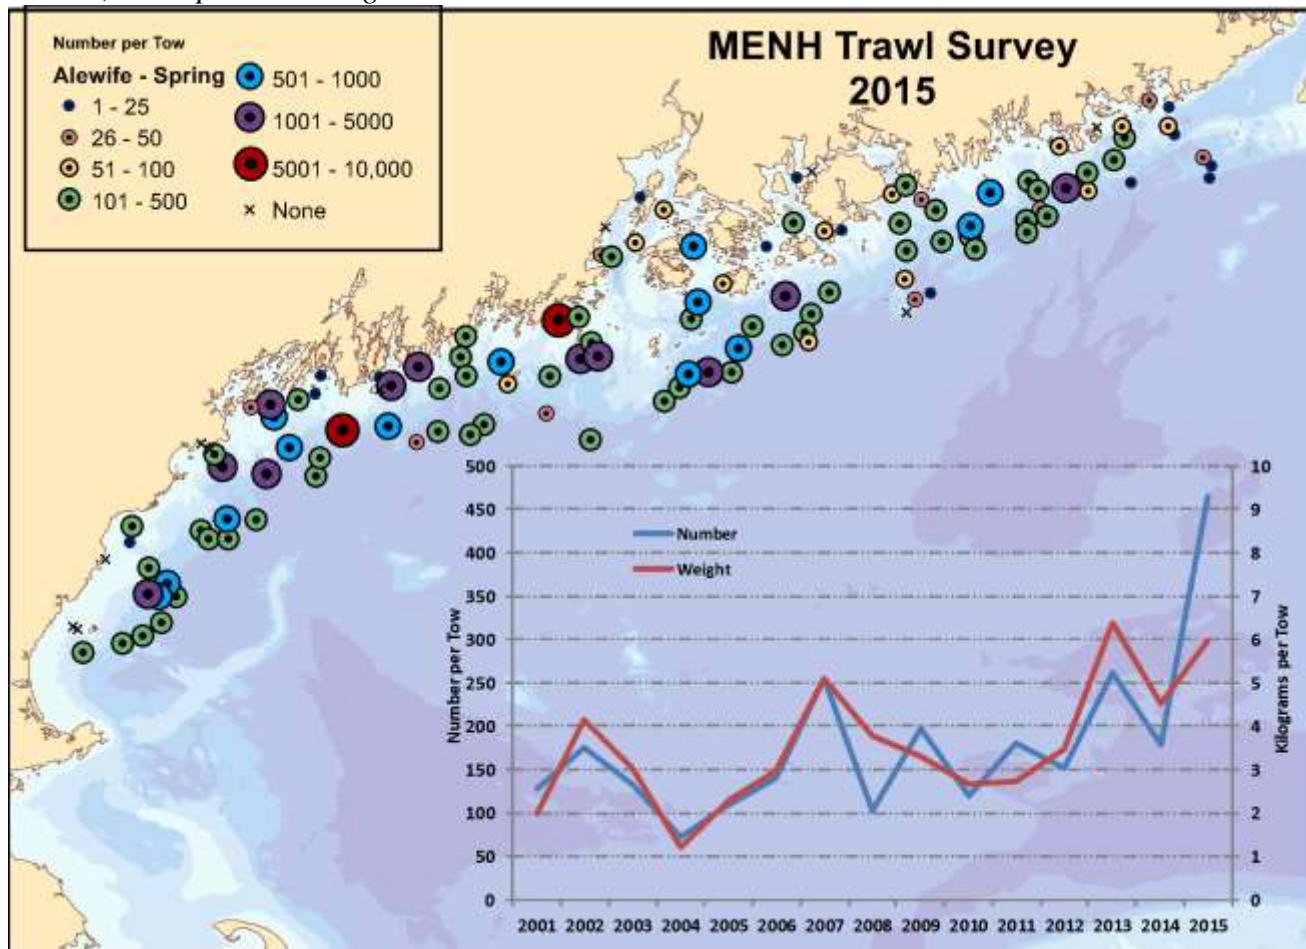 MENH Trawl Survey
2015
Number per Tow
Alewife - Spring
1 - 25
26 - 50
51 - 100
101 - 500
501 - 1000
1001 - 5000
5001 - 10,000
× None
Number
Weight
Number per Tow
500
450
400
350
300
250
200
150
100
50
0
Kilograms per Tow
10
9
8
7
6
5
4
3
2
1
0
2001 2002 2003 2004 2005 2006 2007 2008 2009 2010 2011 2012 2013 2014 2015